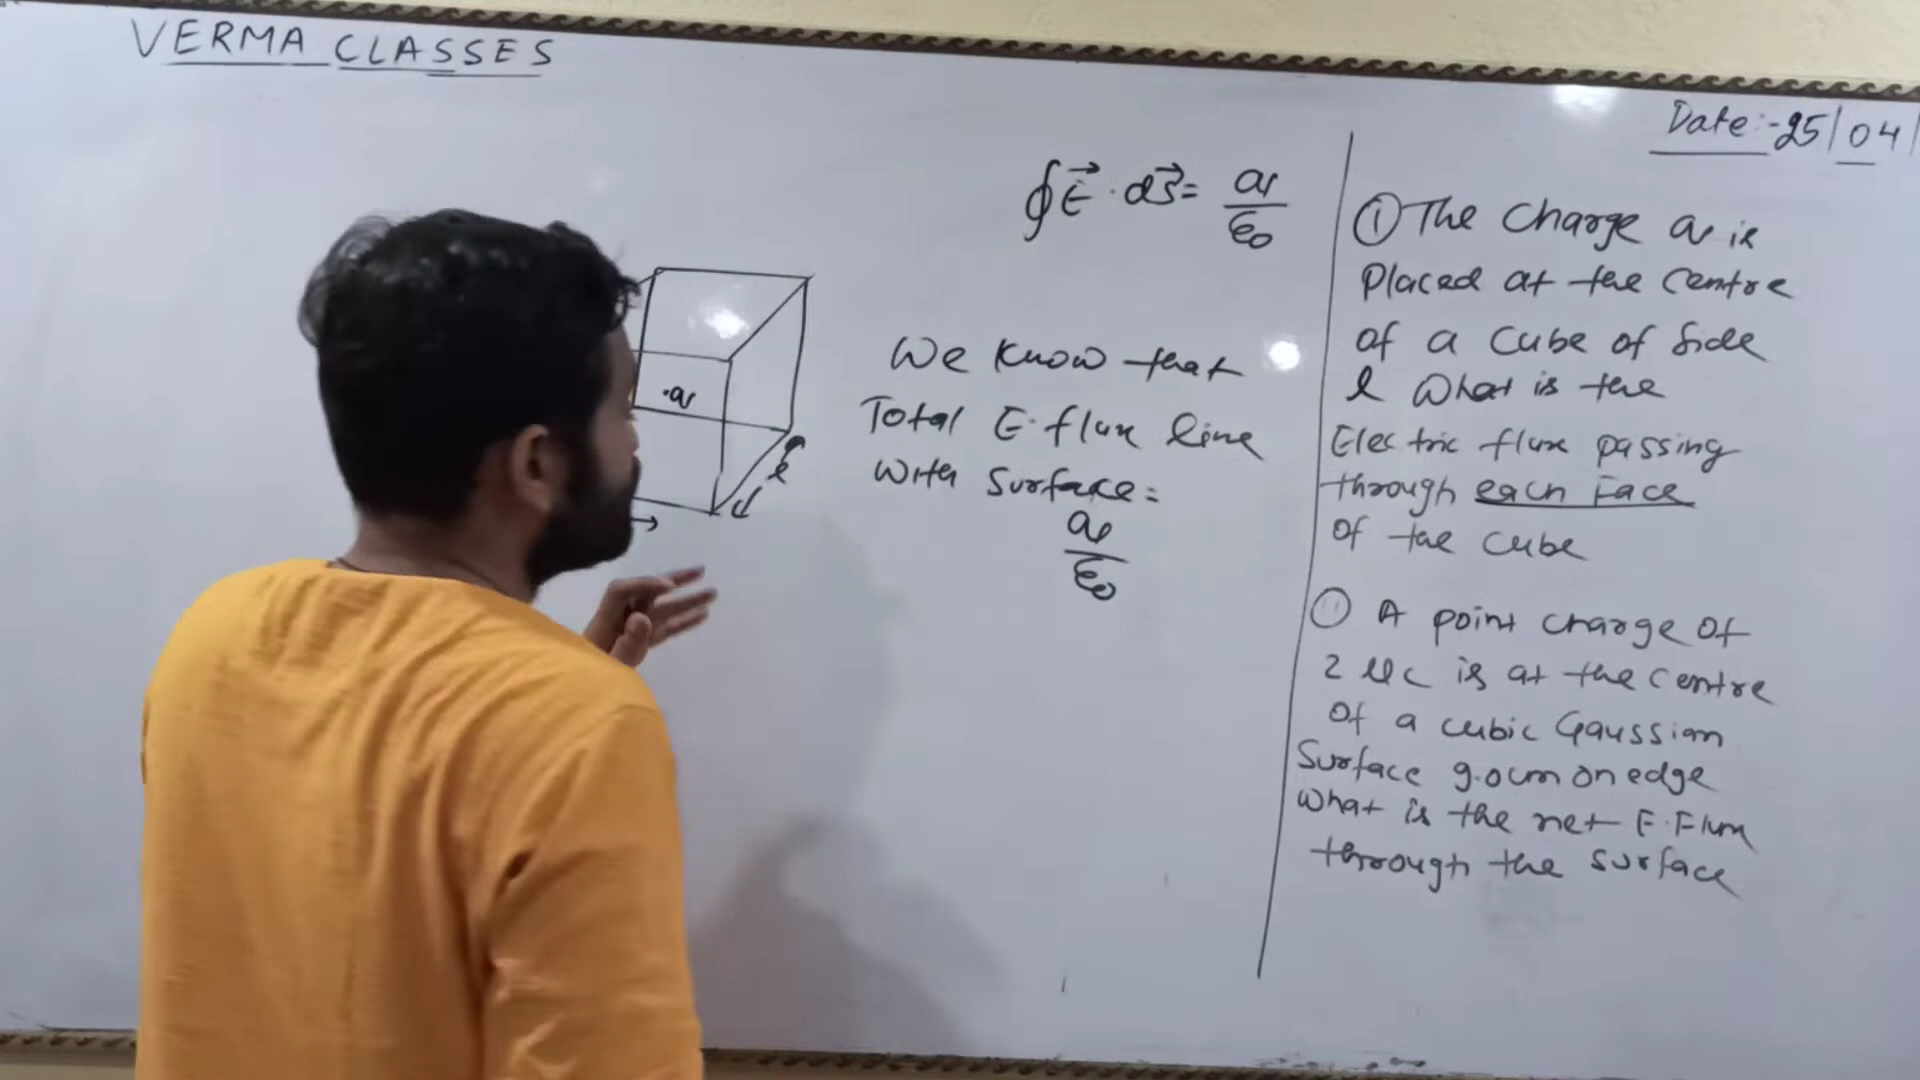 VERMA CLASSES
Date:-25/04/
∮E⃗·dS⃗ = q/ε₀
.q
l
We Know that
Total E.flux line
with Surface=
q/ε₀
① The Charge q is
Placed at the Centre
of a Cube of Side
l What is the
Electric flux passing
through each Face
of the cube
⑪ A point charge of
2 μc is at the centre
of a cubic Gaussian
Surface 9.0cm on edge
What is the net E.Flux
through the surface